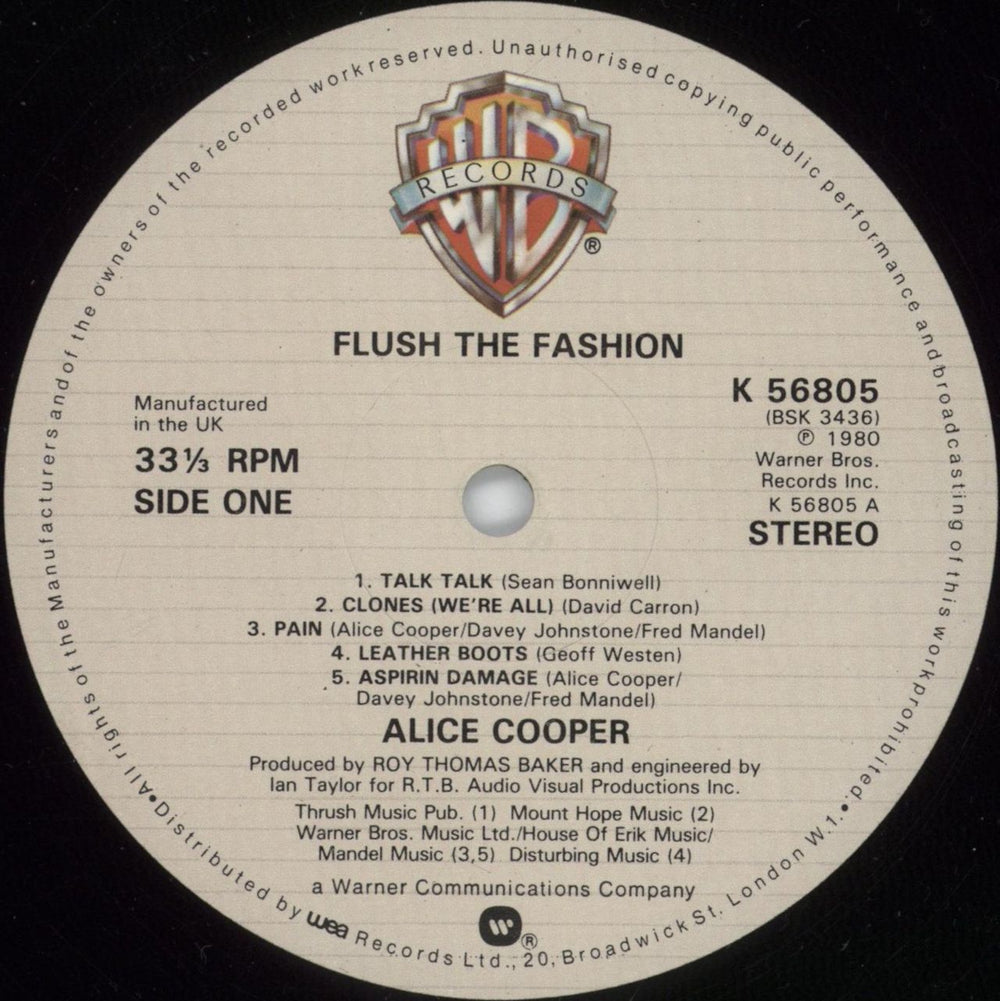 WB
RECORDS
®
FLUSH THE FASHION
Manufactured
in the UK
33⅓ RPM
SIDE ONE
K 56805
(BSK 3436)
℗ 1980
Warner Bros.
Records Inc.
K 56805 A
STEREO
1. TALK TALK (Sean Bonniwell)
2. CLONES (WE'RE ALL) (David Carron)
3. PAIN (Alice Cooper/Davey Johnstone/Fred Mandel)
4. LEATHER BOOTS (Geoff Westen)
5. ASPIRIN DAMAGE (Alice Cooper/
Davey Johnstone/Fred Mandel)
ALICE COOPER
Produced by ROY THOMAS BAKER and engineered by
Ian Taylor for R.T.B. Audio Visual Productions Inc.
Thrush Music Pub. (1) Mount Hope Music (2)
Warner Bros. Music Ltd./House Of Erik Music/
Mandel Music (3,5) Disturbing Music (4)
a Warner Communications Company
®
•All rights of the Manufacturers and of the owners of the recorded work reserved. Unauthorised copying public performance and broadcasting of this work prohibited.•
Distributed by wea Records Ltd., 20, Broadwick St. London W.1.